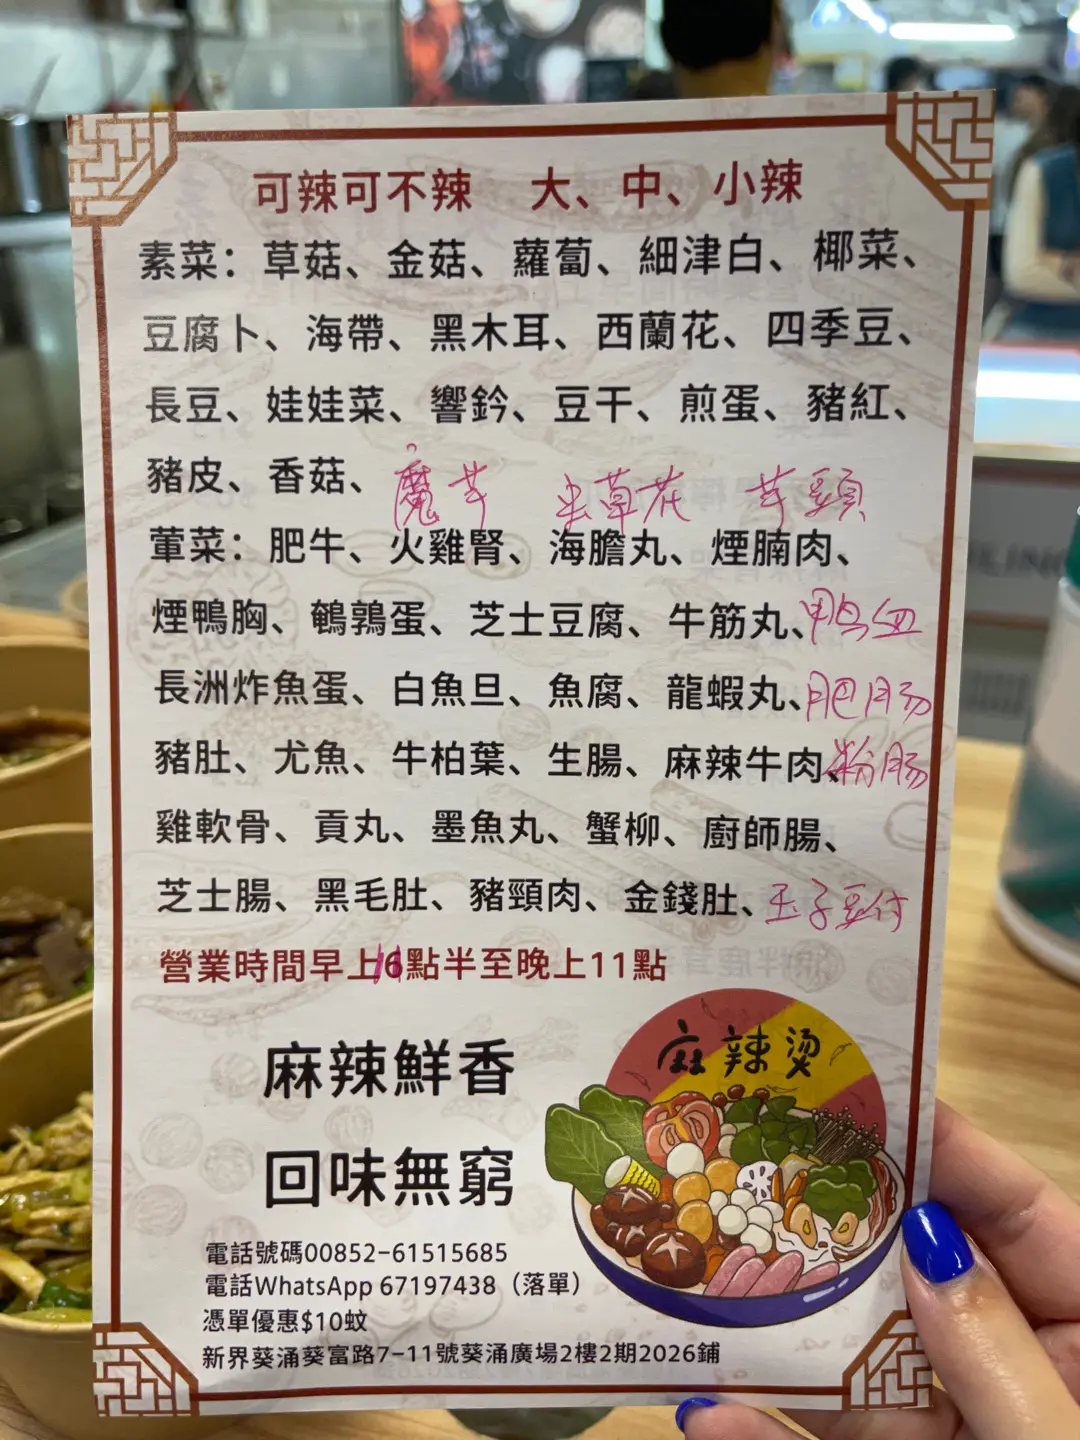 可辣可不辣 大、中、小辣
素菜：草菇、金菇、蘿蔔、細津白、椰菜、
豆腐卜、海帶、黑木耳、西蘭花、四季豆、
長豆、娃娃菜、響鈴、豆干、煎蛋、豬紅、
豬皮、香菇、魔芋 虫草花 芋頭
葷菜：肥牛、火雞腎、海膽丸、煙腩肉、
煙鴨胸、鵪鶉蛋、芝士豆腐、牛筋丸、鸭血
長洲炸魚蛋、白魚旦、魚腐、龍蝦丸、肥肠
豬肚、尤魚、牛柏葉、生腸、麻辣牛肉、粉肠
雞軟骨、貢丸、墨魚丸、蟹柳、廚師腸、
芝士腸、黑毛肚、豬頸肉、金錢肚、玉子豆付
營業時間早上11點半至晚上11點
麻辣鮮香
回味無窮
麻辣烫
電話號碼00852-61515685
電話WhatsApp 67197438（落單）
憑單優惠$10蚊
新界葵涌葵富路7-11號葵涌廣場2樓2期2026鋪